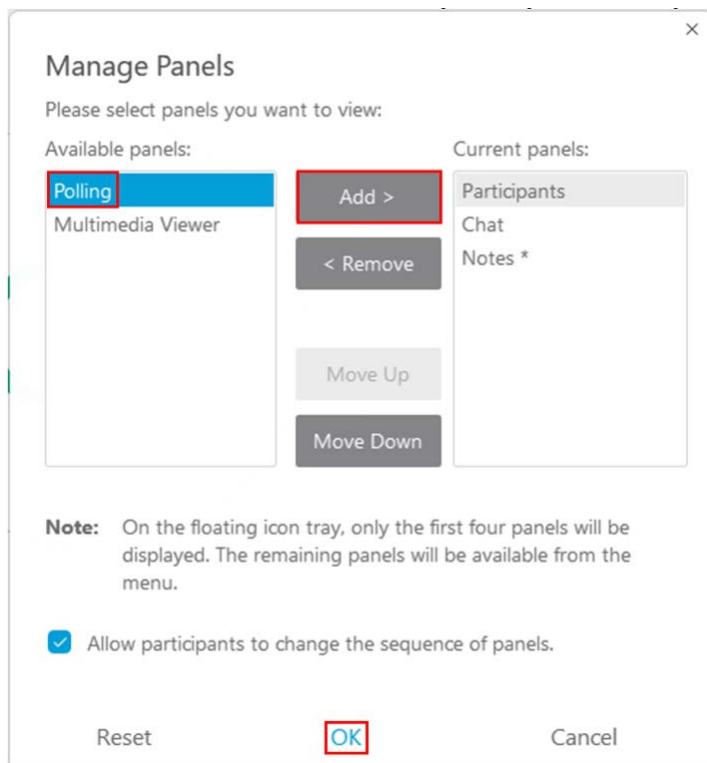 Manage Panels
Please select panels you want to view:
Available panels:
Current panels:
Polling
Multimedia Viewer
Add >
< Remove
Move Up
Move Down
Participants
Chat
Notes *
Note: On the floating icon tray, only the first four panels will be
displayed. The remaining panels will be available from the
menu.
Allow participants to change the sequence of panels.
Reset
OK
Cancel